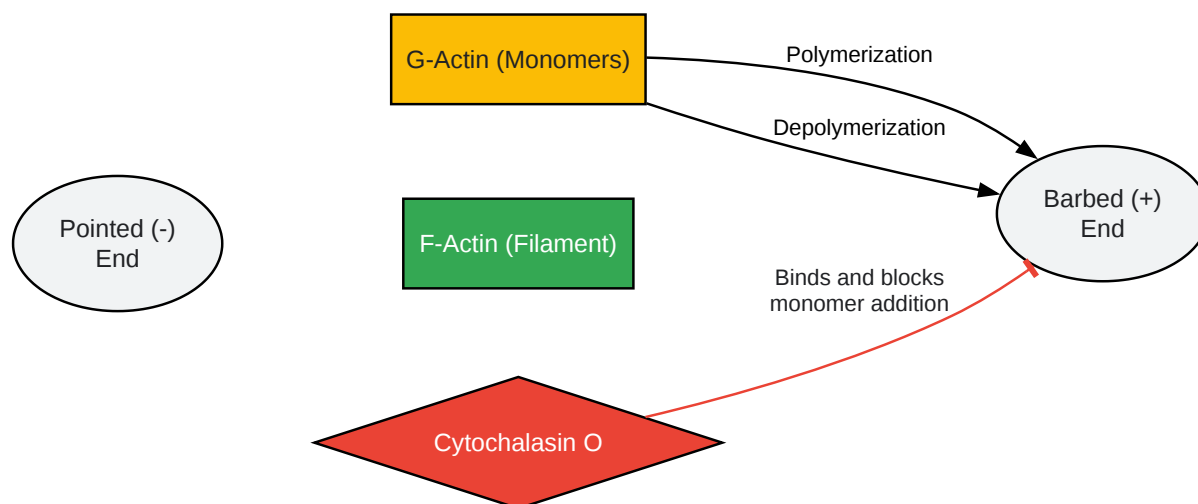 G-Actin (Monomers)
Polymerization
Depolymerization
Pointed (-)
End
F-Actin (Filament)
Barbed (+)
End
Binds and blocks
monomer addition
Cytochalasin O